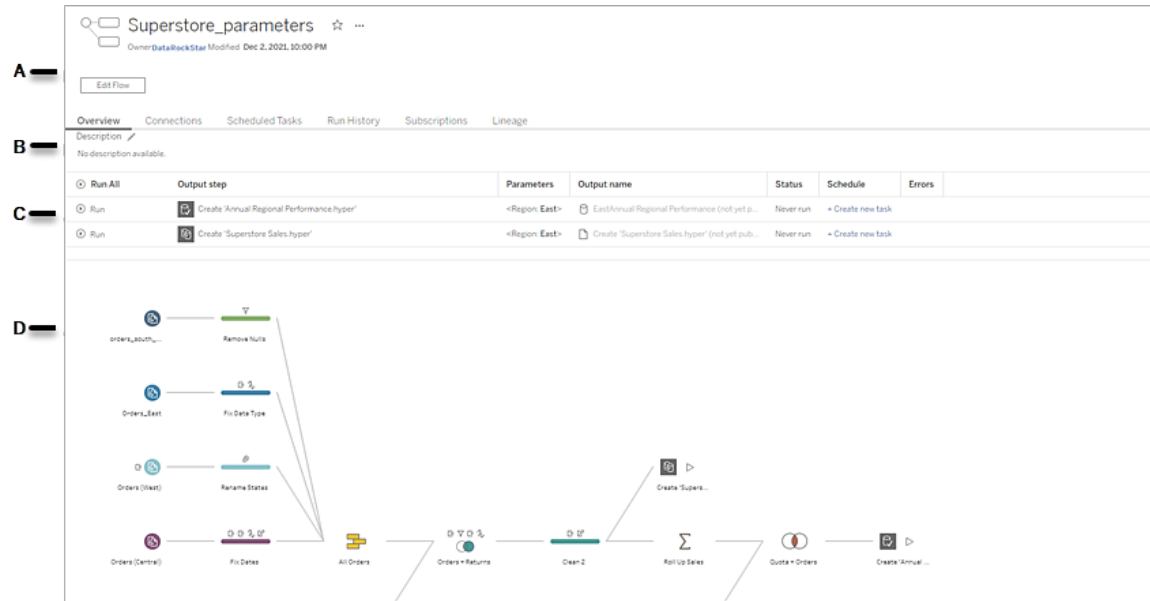 Superstore_parameters
Owner DataRockStar Modified Dec 2, 2021, 10:00 PM
A
Edit Flow
Overview Connections Scheduled Tasks Run History Subscriptions Lineage
Description
B
No description available.
Run All Output step Parameters Output name Status Schedule Errors
C
Run Create 'Annual Regional Performance.hyper' <Region: East> EastAnnual Regional Performance (not yet p... Never run + Create new task
Run Create 'Superstore Sales.hyper' <Region: East> Create 'Superstore Sales.hyper' (not yet pub... Never run + Create new task
D
orders_south_... Remove Nulls
Orders_East Fix Data Type
Orders (West) Rename States Create 'Supers...
Orders (Central) Fix Dates All Orders Orders + Returns Clean 2 Roll Up Sales Quota + Orders Create 'Annual ...